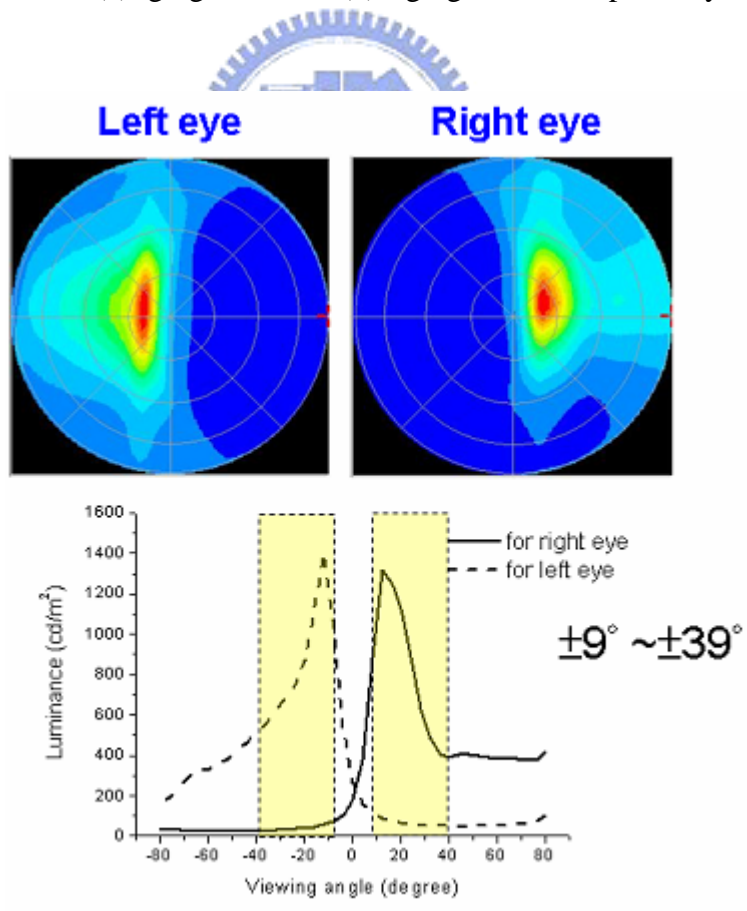 Left eye Right eye
1600
1400
1200
1000
800
600
400
200
0
Luminance (cd/m²)
for right eye
for left eye
±9° ~±39°
-80 -60 -40 -20 0 20 40 60 80
Viewing angle (degree)